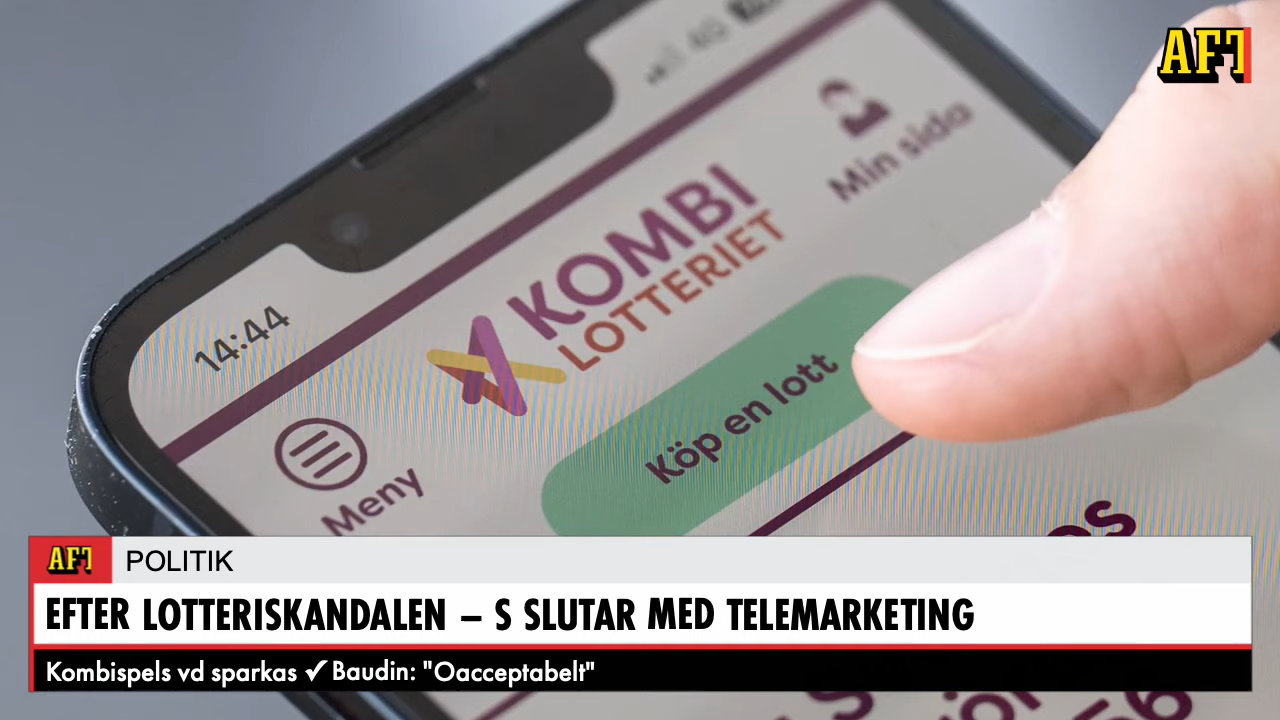 AFT
4G
Min sida
KOMBI
LOTTERIET
14:44
Köp en lott
Meny
AFT POLITIK
EFTER LOTTERISKANDALEN – S SLUTAR MED TELEMARKETING
Kombispels vd sparkas ✓ Baudin: "Oacceptabelt"